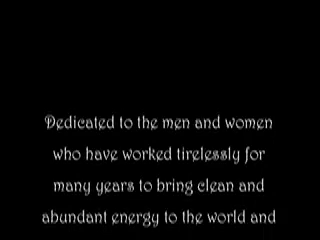 Dedicated to the men and women
who have worked tirelessly for
many years to bring clean and
abundant energy to the world and